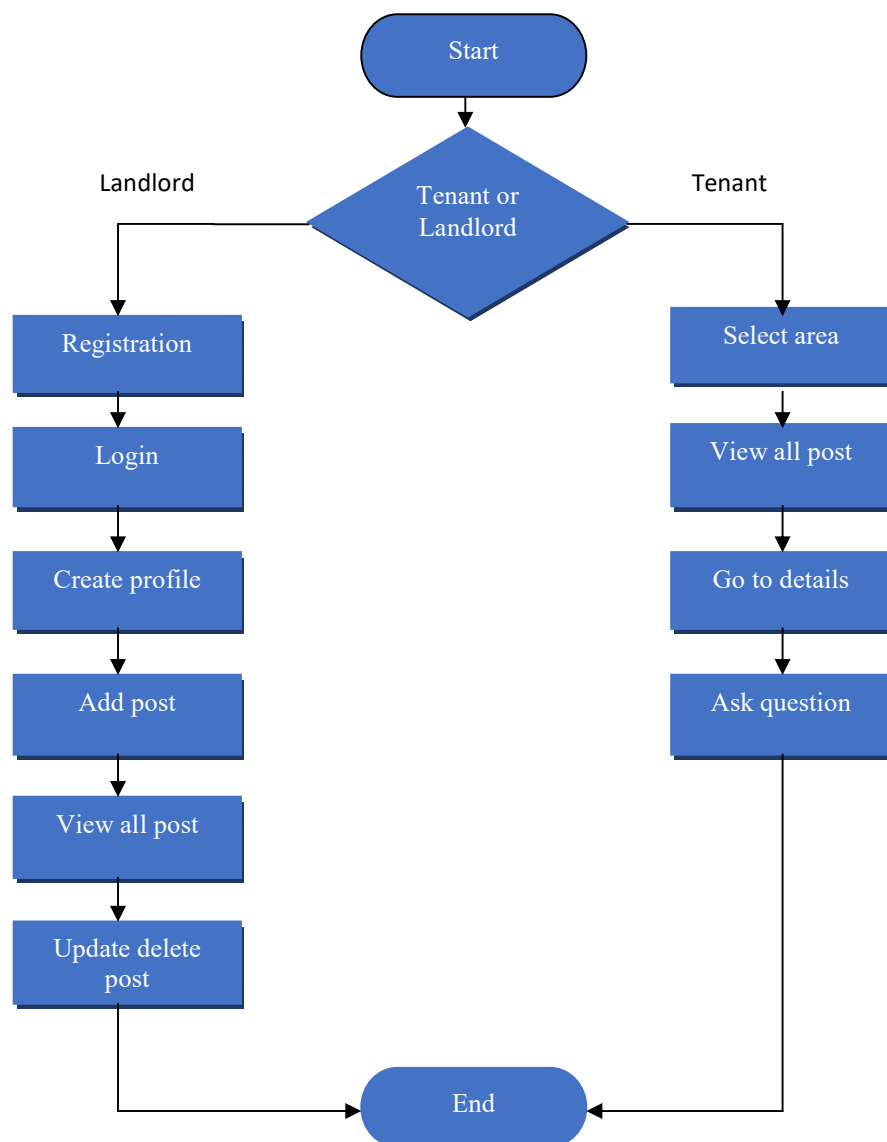 Start
Landlord
Tenant
Tenant or
Landlord
Registration
Select area
Login
View all post
Create profile
Go to details
Add post
Ask question
View all post
Update delete
post
End